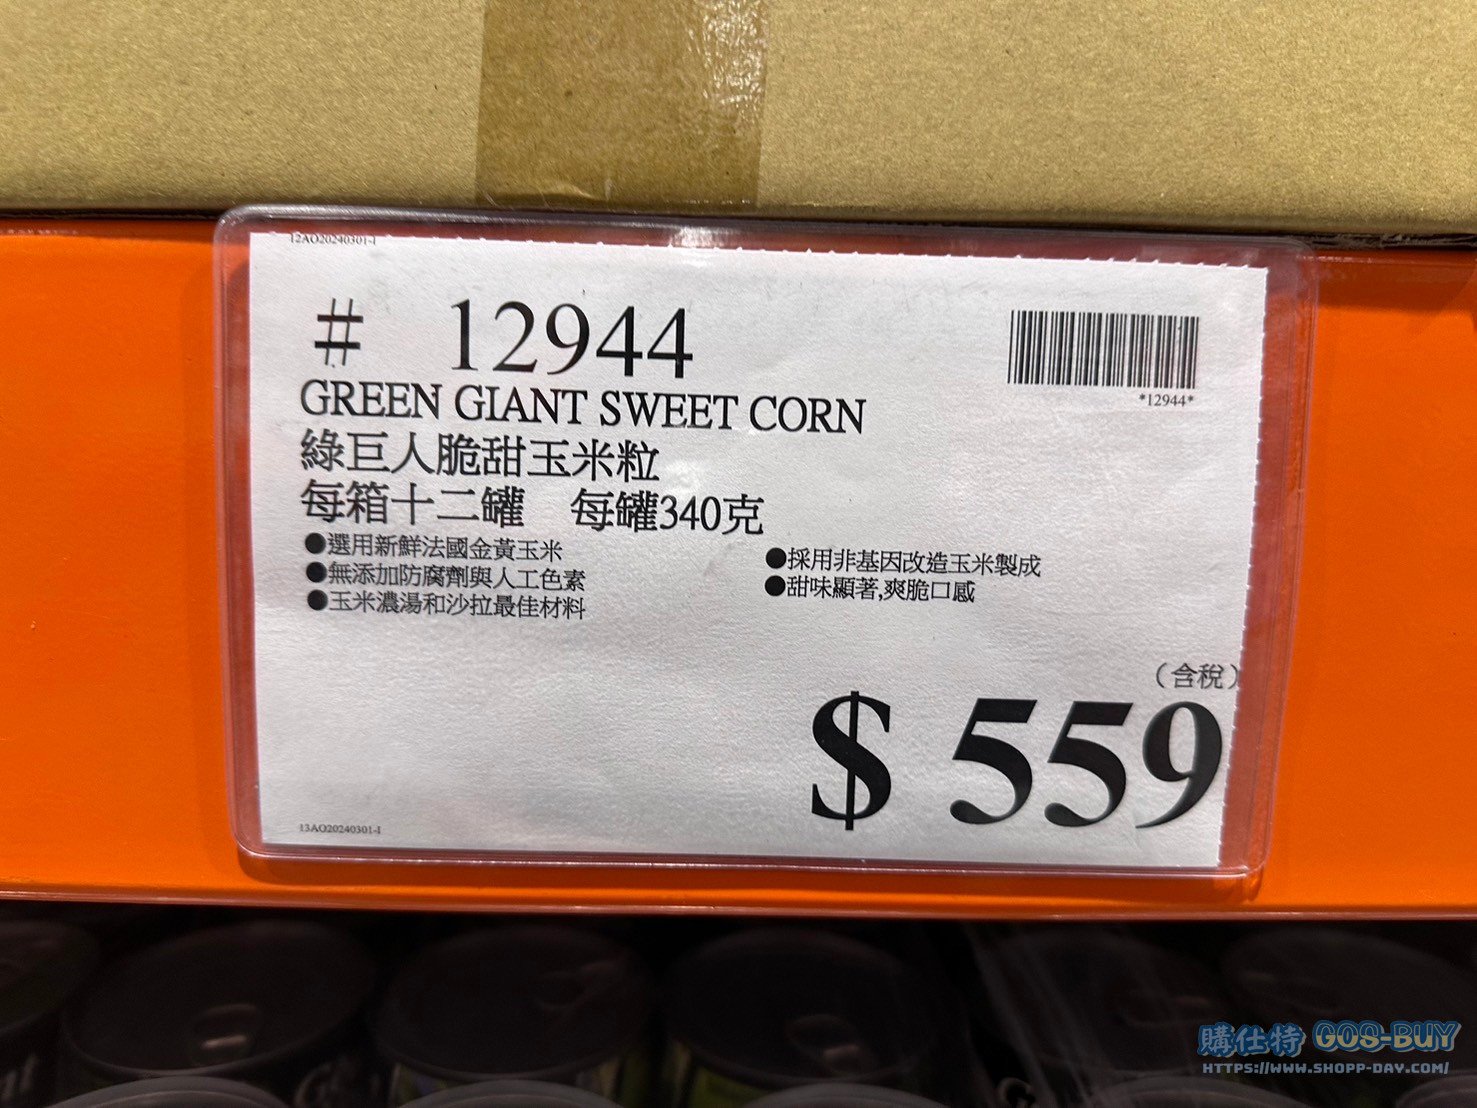 12AO20240301-I
# 12944
*12944*
GREEN GIANT SWEET CORN
綠巨人脆甜玉米粒
每箱十二罐 每罐340克
●選用新鮮法國金黃玉米
●無添加防腐劑與人工色素
●玉米濃湯和沙拉最佳材料
●採用非基因改造玉米製成
●甜味顯著,爽脆口感
(含稅)
$ 559
13AO20240301-I
購仕特 GOS-BUY
HTTPS://WWW.SHOPP-DAY.COM/